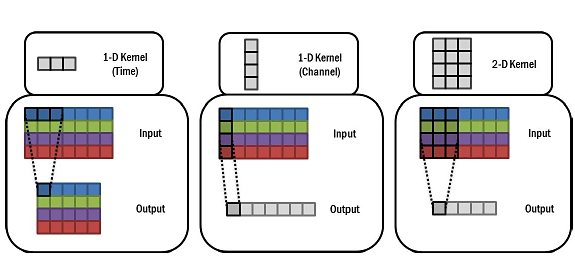 1-D Kernel
(Time)
Input
Output
1-D Kernel
(Channel)
Input
Output
2-D Kernel
Input
Output